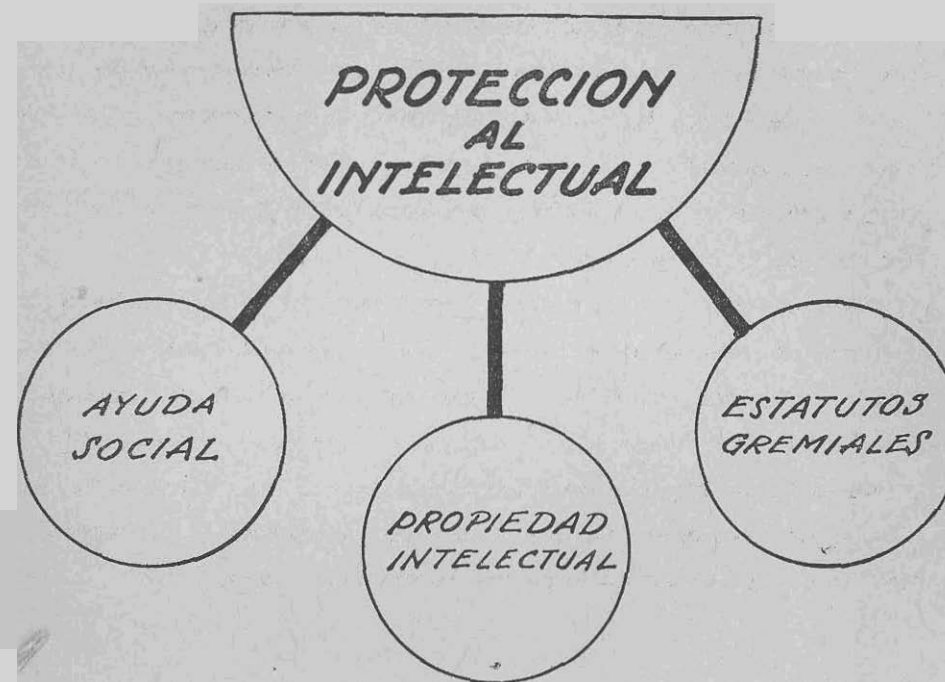 PROTECCION
AL
INTELECTUAL
AYUDA
SOCIAL
PROPIEDAD
INTELECTUAL
ESTATUTOS
GREMIALES